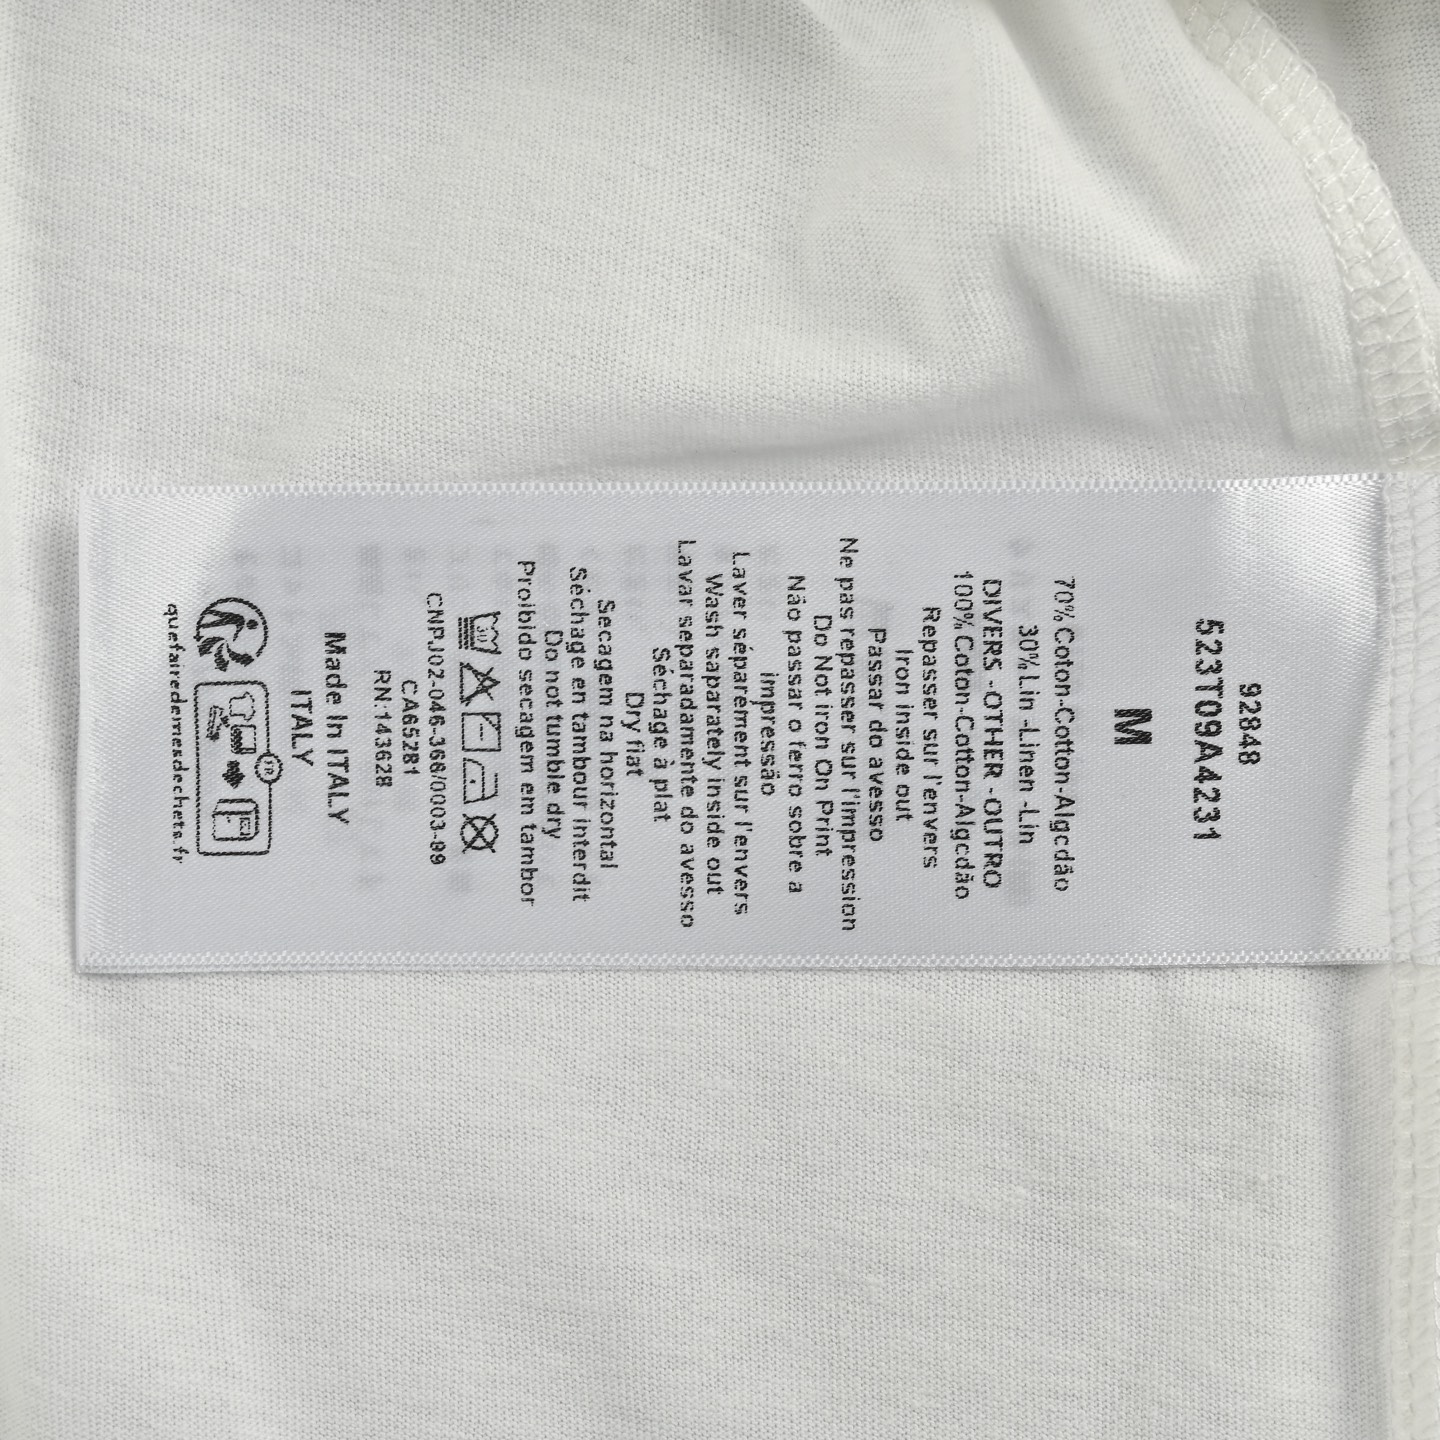 92848
523T09A4231
M
70% Coton-Cotton-Algcdão
30% Lin -Linen -Lin
DIVERS -OTHER -OUTRO
100% Coton-Cotton-Algcdão
Repasser sur l'envers
Iron inside out
Passar do avesso
Ne pas repasser sur l'impression
Do Not iron On Print
Não passar o ferro sobre a
impressão
Laver séparement sur l'envers
Wash saparately inside out
Lavar separadamente do avesso
Séchage à plat
Dry flat
Secagem na horizontal
Séchage en tambour interdit
Do not tumble dry
Proibido secagem em tambor
30
CNPJ02-046-366/0003-89
CA65281
RN:143628
Made In ITALY
ITALY
FR
quefairedemesdechets.fr